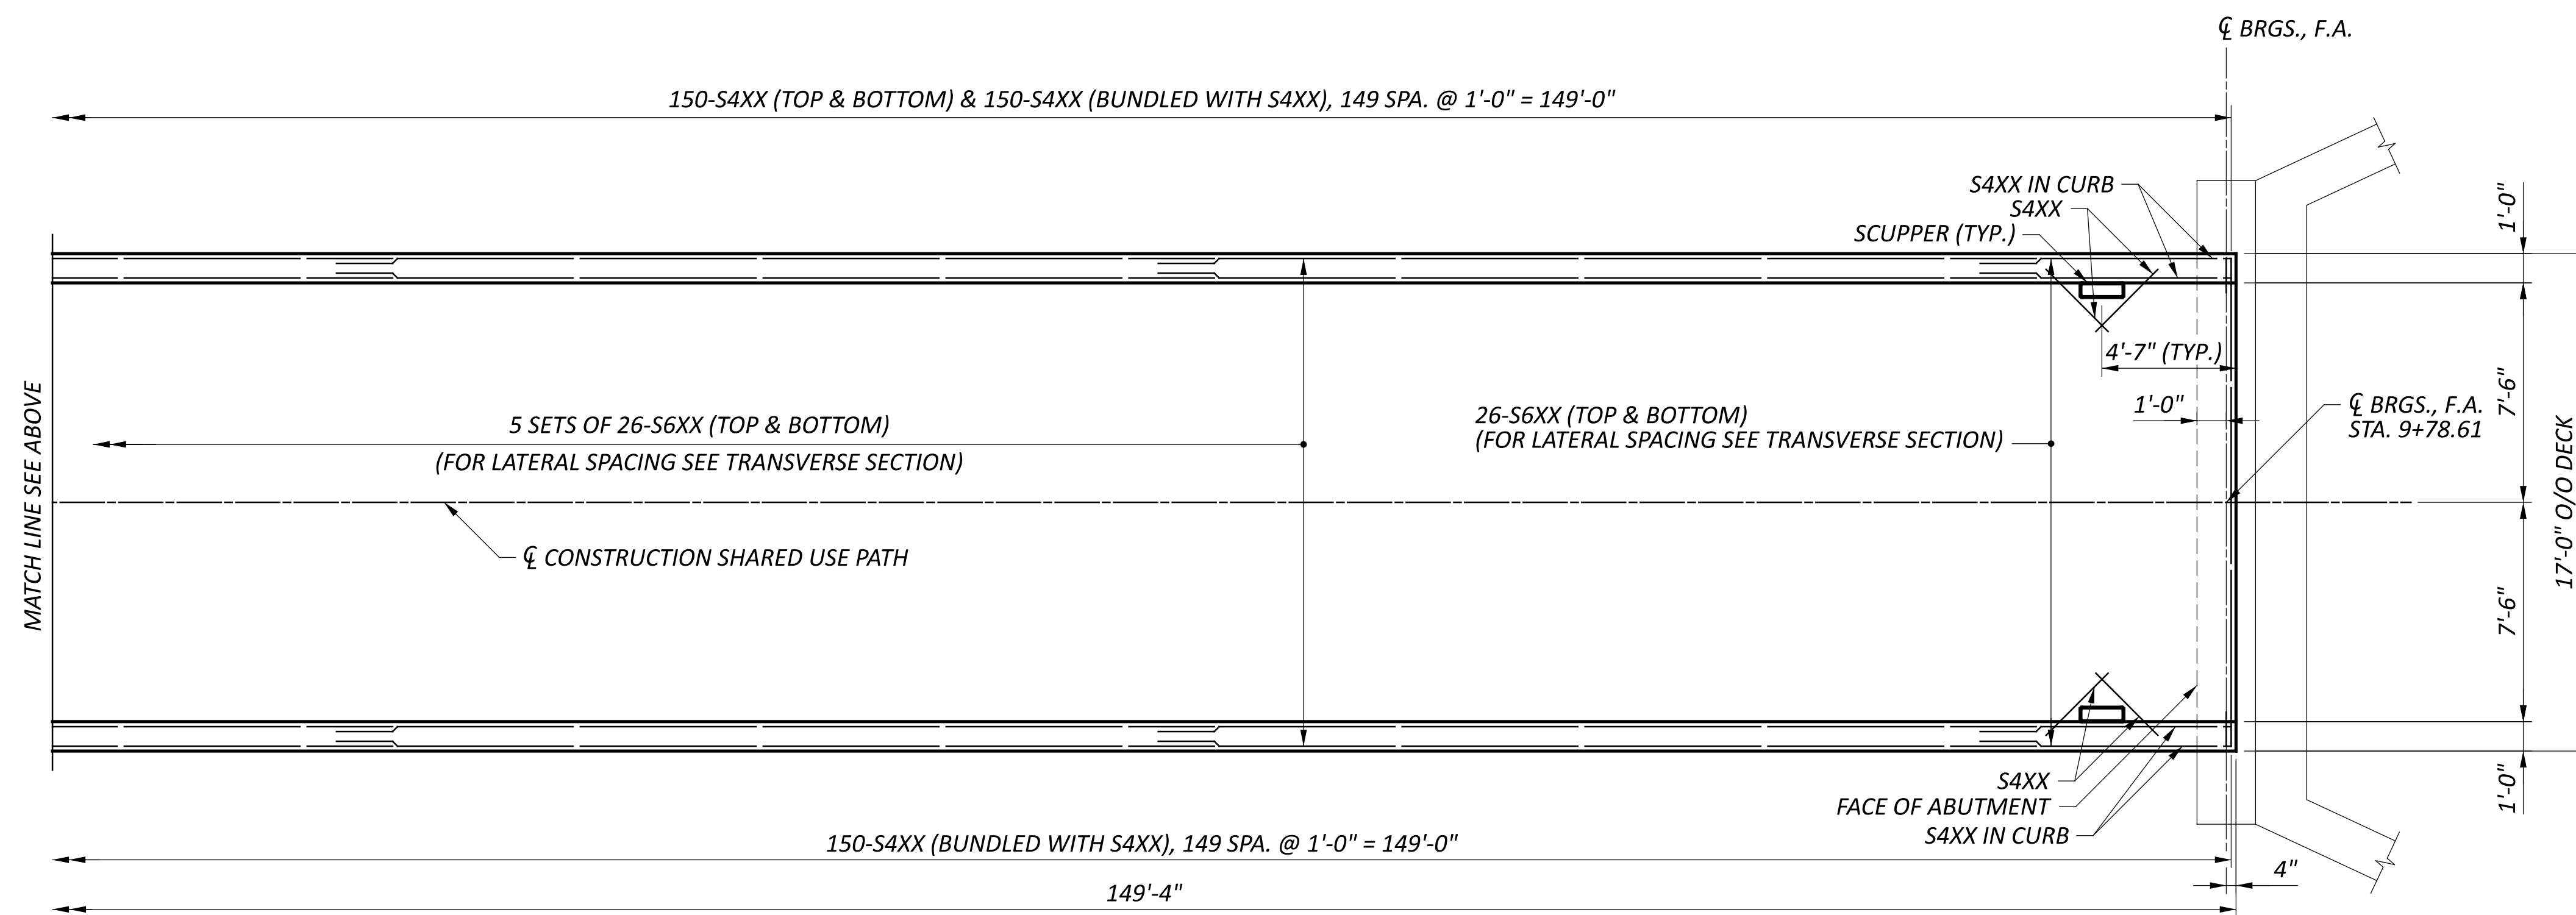 ℄ BRGS., F.A.
150-S4XX (TOP & BOTTOM) & 150-S4XX (BUNDLED WITH S4XX), 149 SPA. @ 1'-0" = 149'-0"
S4XX IN CURB
S4XX
SCUPPER (TYP.)
1'-0"
4'-7" (TYP.)
1'-0"
7'-6"
℄ BRGS., F.A.
STA. 9+78.61
MATCH LINE SEE ABOVE
5 SETS OF 26-S6XX (TOP & BOTTOM)
(FOR LATERAL SPACING SEE TRANSVERSE SECTION)
26-S6XX (TOP & BOTTOM)
(FOR LATERAL SPACING SEE TRANSVERSE SECTION)
17'-0" O/O DECK
℄ CONSTRUCTION SHARED USE PATH
7'-6"
S4XX
FACE OF ABUTMENT
S4XX IN CURB
1'-0"
150-S4XX (BUNDLED WITH S4XX), 149 SPA. @ 1'-0" = 149'-0"
4"
149'-4"